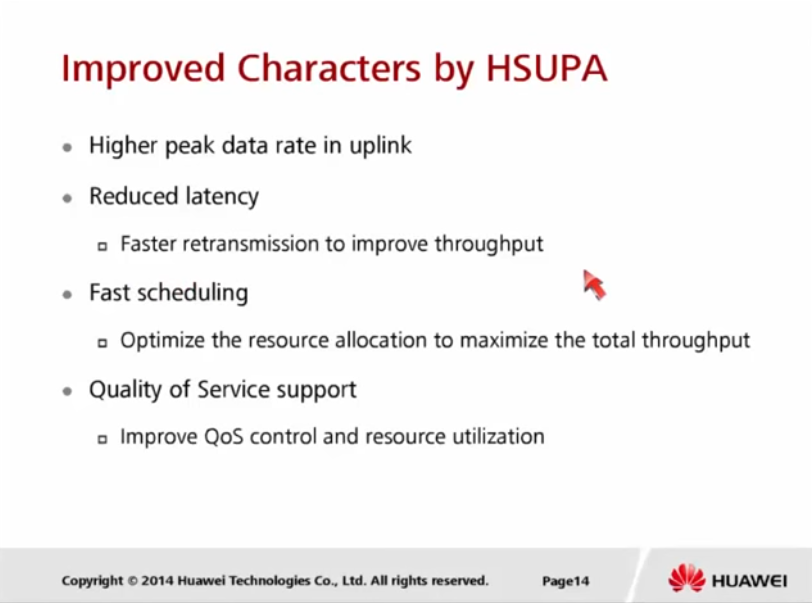 Improved Characters by HSUPA
Higher peak data rate in uplink
Reduced latency
Faster retransmission to improve throughput
Fast scheduling
Optimize the resource allocation to maximize the total throughput
Quality of Service support
Improve QoS control and resource utilization
Copyright © 2014 Huawei Technologies Co., Ltd. All rights reserved.
Page14
HUAWEI